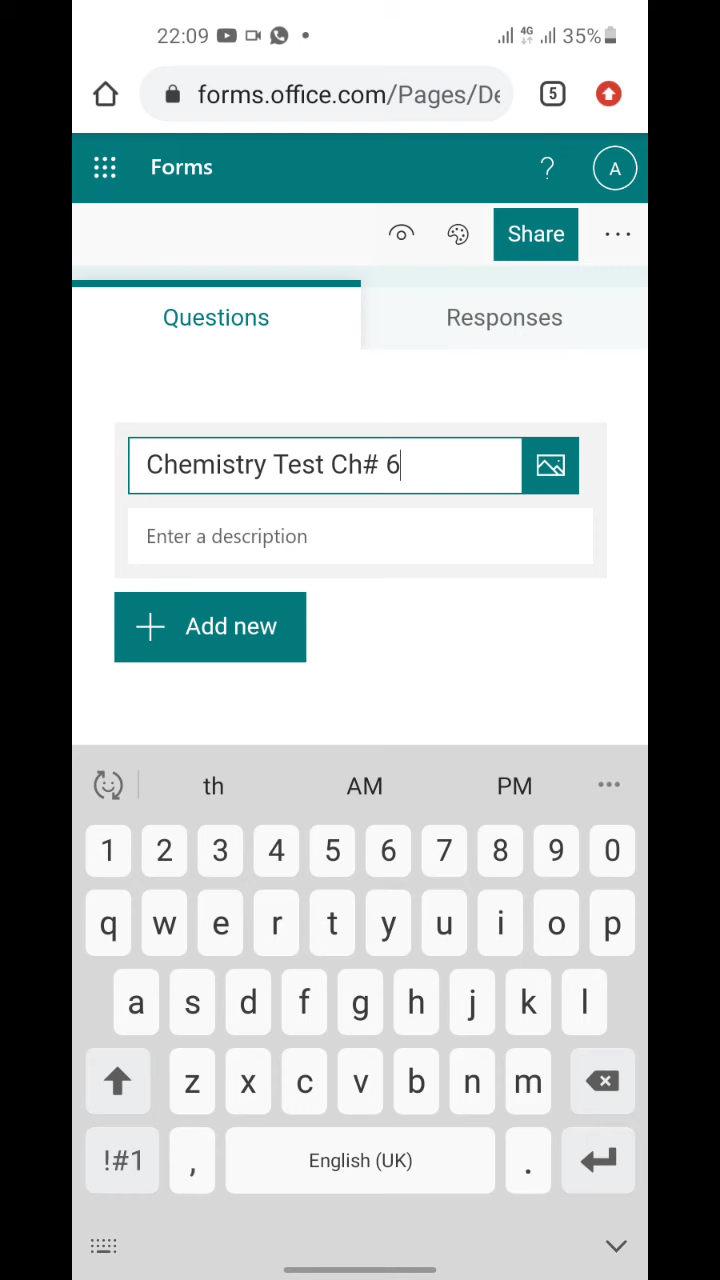 22:09 4G 35%
forms.office.com/Pages/De 5
Forms ? A
Share ...
Questions Responses
Chemistry Test Ch# 6
Enter a description
+ Add new
th AM PM ...
1 2 3 4 5 6 7 8 9 0
q w e r t y u i o p
a s d f g h j k l
z x c v b n m
!#1 , English (UK) .